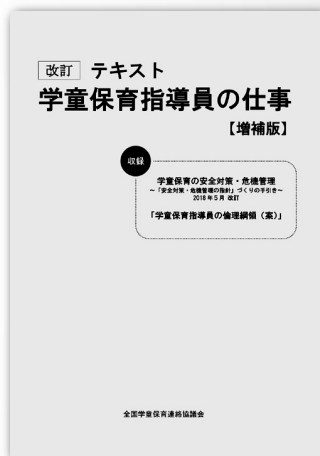 改訂 テキスト
学童保育指導員の仕事
【増補版】
収録
学童保育の安全対策・危機管理
~「安全対策・危機管理の指針」づくりの手引き~
2018年5月 改訂
「学童保育指導員の倫理綱領（案）」
全国学童保育連絡協議会